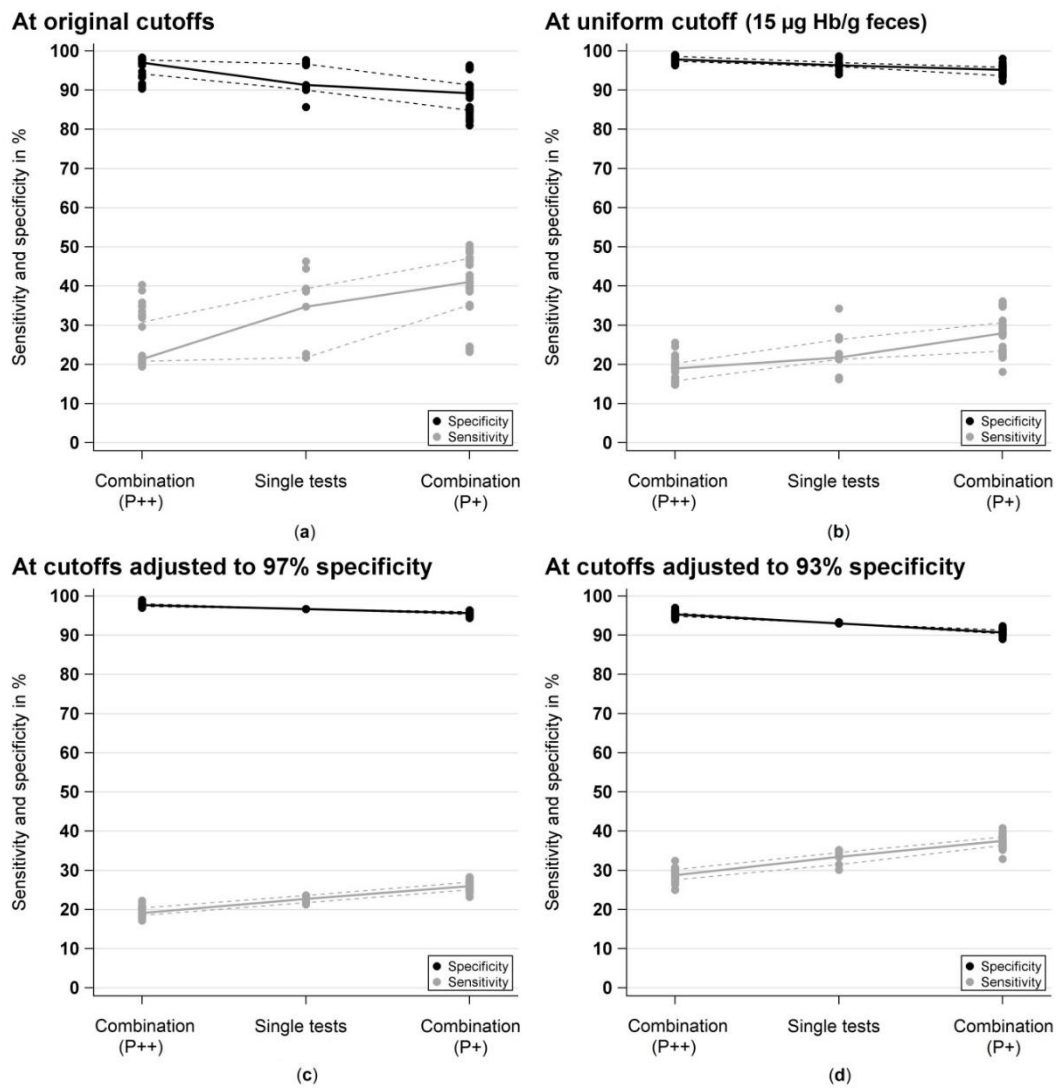 At original cutoffs
Sensitivity and specificity in %
100
90
80
70
60
50
40
30
20
10
0
Specificity
Sensitivity
Combination
(P++)
Single tests
Combination
(P+)
(a)
At uniform cutoff (15 µg Hb/g feces)
Sensitivity and specificity in %
100
90
80
70
60
50
40
30
20
10
0
Specificity
Sensitivity
Combination
(P++)
Single tests
Combination
(P+)
(b)
At cutoffs adjusted to 97% specificity
Sensitivity and specificity in %
100
90
80
70
60
50
40
30
20
10
0
Specificity
Sensitivity
Combination
(P++)
Single tests
Combination
(P+)
(c)
At cutoffs adjusted to 93% specificity
Sensitivity and specificity in %
100
90
80
70
60
50
40
30
20
10
0
Specificity
Sensitivity
Combination
(P++)
Single tests
Combination
(P+)
(d)